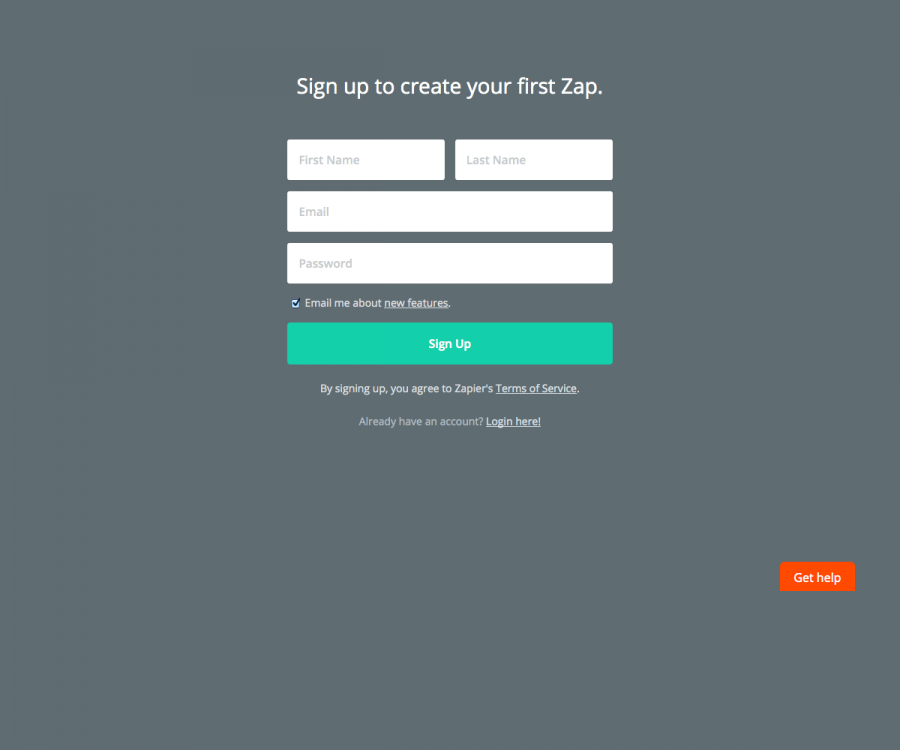 Sign up to create your first Zap.
First Name Last Name
Email
Password
Email me about new features.
Sign Up
By signing up, you agree to Zapier's Terms of Service.
Already have an account? Login here!
Get help